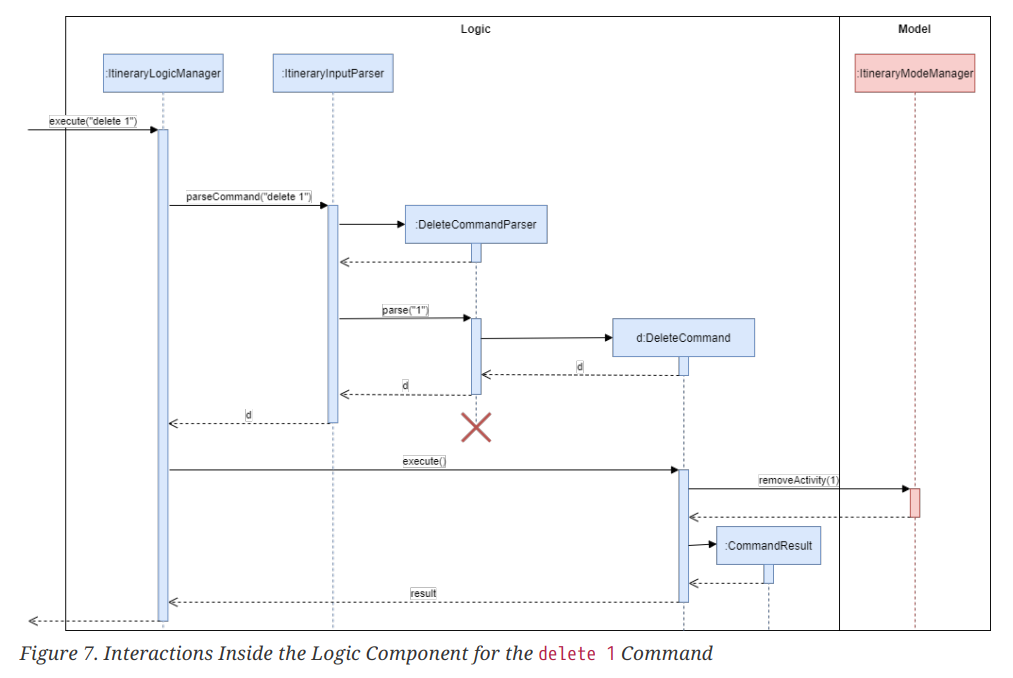 Logic
Model
:ItineraryLogicManager
:ItineraryInputParser
:ItineraryModeManager
execute("delete 1")
parseCommand("delete 1")
:DeleteCommandParser
parse("1")
d:DeleteCommand
d
d
d
execute()
removeActivity(1)
:CommandResult
result
Figure 7. Interactions Inside the Logic Component for the delete 1 Command